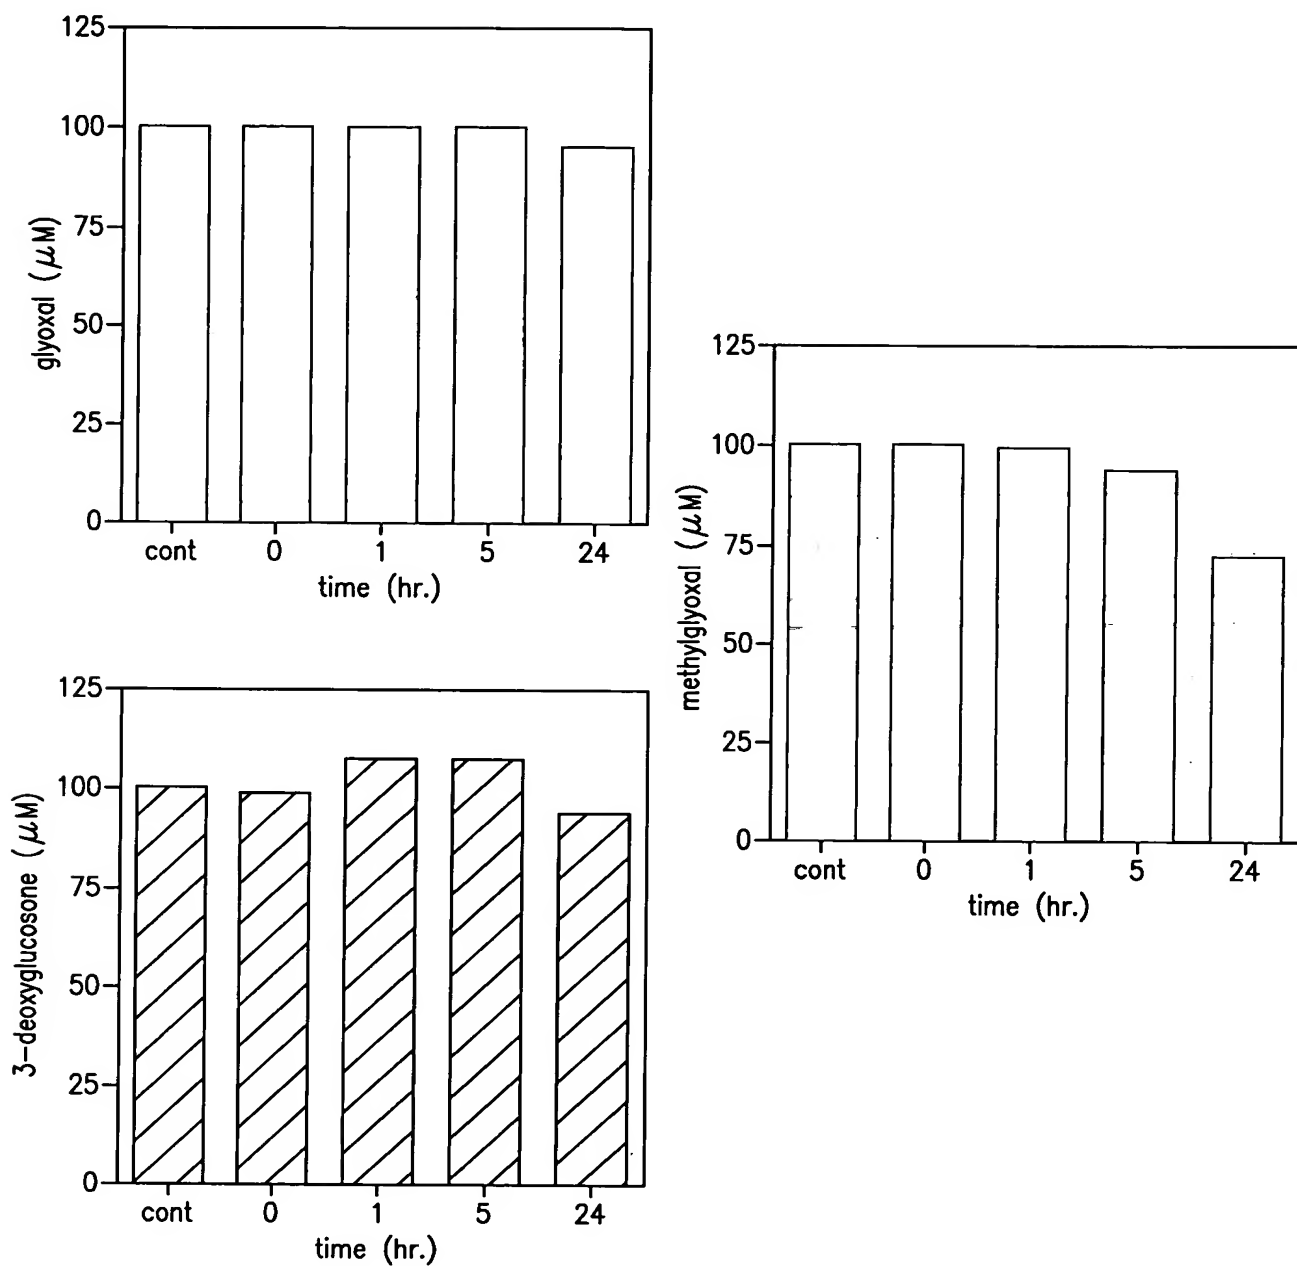 125
100
75
50
25
0
glyoxal (μM)
cont 0 1 5 24
time (hr.)
125
100
75
50
25
0
methylglyoxal (μM)
cont 0 1 5 24
time (hr.)
125
100
75
50
25
0
3-deoxyglucosone (μM)
cont 0 1 5 24
time (hr.)